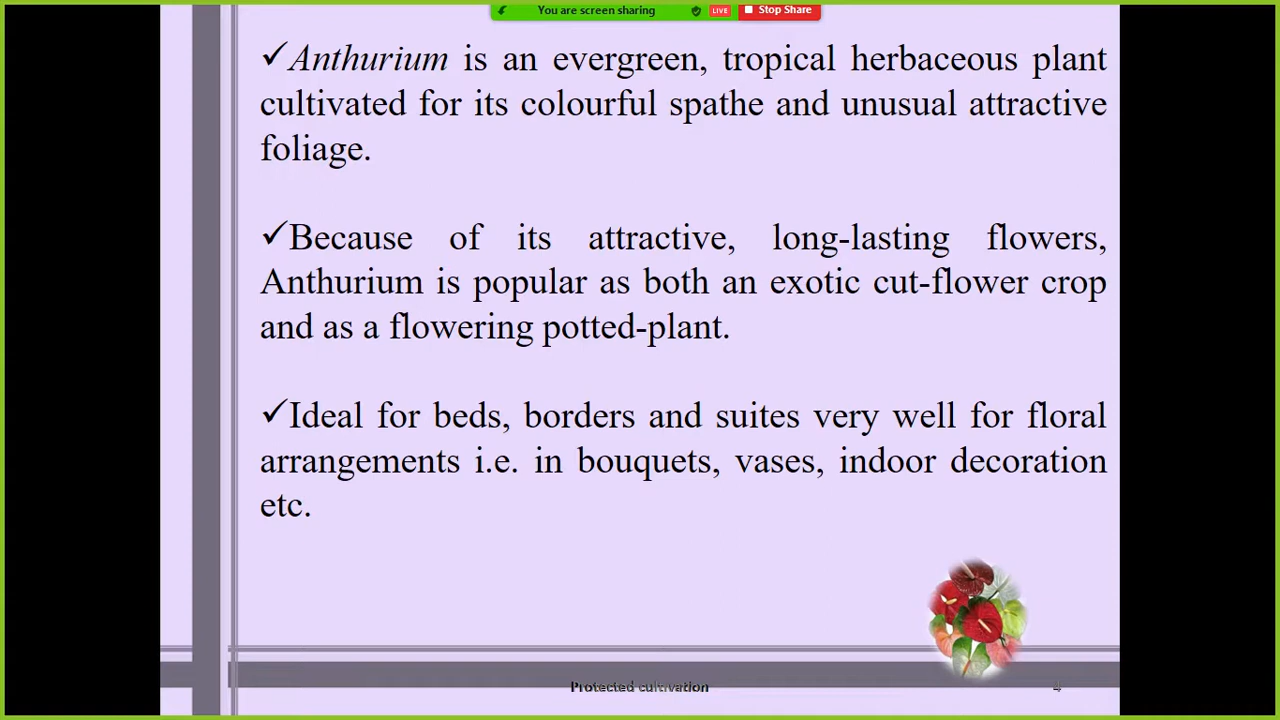 You are screen sharing LIVE Stop Share
✓Anthurium is an evergreen, tropical herbaceous plant
cultivated for its colourful spathe and unusual attractive
foliage.
✓Because of its attractive, long-lasting flowers,
Anthurium is popular as both an exotic cut-flower crop
and as a flowering potted-plant.
✓Ideal for beds, borders and suites very well for floral
arrangements i.e. in bouquets, vases, indoor decoration
etc.
Protected cultivation 4